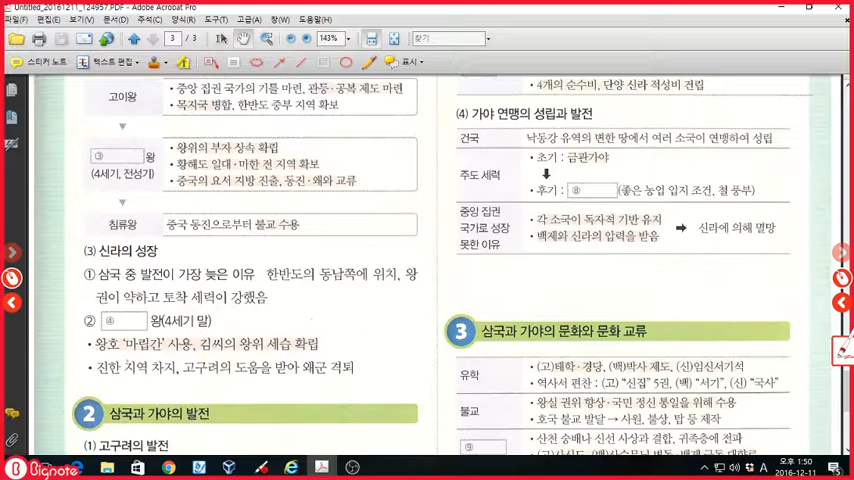 Visual_20161211_124957.PDF - Adobe Acrobat Pro
파일(F) 편집(E) 보기(V) 문서(D) 주석(C) 양식(R) 도구(T) 고급(A) 창(W) 도움말(H)
3 / 3 143% 찾기
스티커 노트 텍스트 편집 표시
고이왕
• 중앙 집권 국가의 기틀 마련, 관등·공복 제도 마련
• 목지국 병합, 한반도 중부 지역 확보
③ 왕
(4세기, 전성기)
• 왕위의 부자 상속 확립
• 황해도 일대·마한 전 지역 확보
• 중국의 요서 지방 진출, 동진·왜와 교류
침류왕 중국 동진으로부터 불교 수용
(3) 신라의 성장
① 삼국 중 발전이 가장 늦은 이유 한반도의 동남쪽에 위치, 왕
권이 약하고 토착 세력이 강했음
② ④ 왕(4세기 말)
• 왕호 ‘마립간’ 사용, 김씨의 왕위 세습 확립
• 진한 지역 차지, 고구려의 도움을 받아 왜군 격퇴
2 삼국과 가야의 발전
(1) 고구려의 발전
• 4개의 순수비, 단양 신라 적성비 건립
(4) 가야 연맹의 성립과 발전
건국 낙동강 유역의 변한 땅에서 여러 소국이 연맹하여 성립
주도 세력
• 초기 : 금관가야
• 후기 : ⑧ (좋은 농업 입지 조건, 철 풍부)
중앙 집권
국가로 성장
못한 이유
• 각 소국이 독자적 기반 유지
• 백제와 신라의 압력을 받음
➡ 신라에 의해 멸망
3 삼국과 가야의 문화와 문화 교류
유학
• (고)태학·경당, (백)박사 제도, (신)임신서기석
• 역사서 편찬 : (고) “신집” 5권, (백) “서기”, (신) “국사”
불교
• 왕실 권위 향상·국민 정신 통일을 위해 수용
• 호국 불교 발달 → 사원, 불상, 탑 등 제작
⑨
• 산천 숭배나 신선 사상과 결합, 귀족층에 전파
Bignote
오후 1:50
2016-12-11